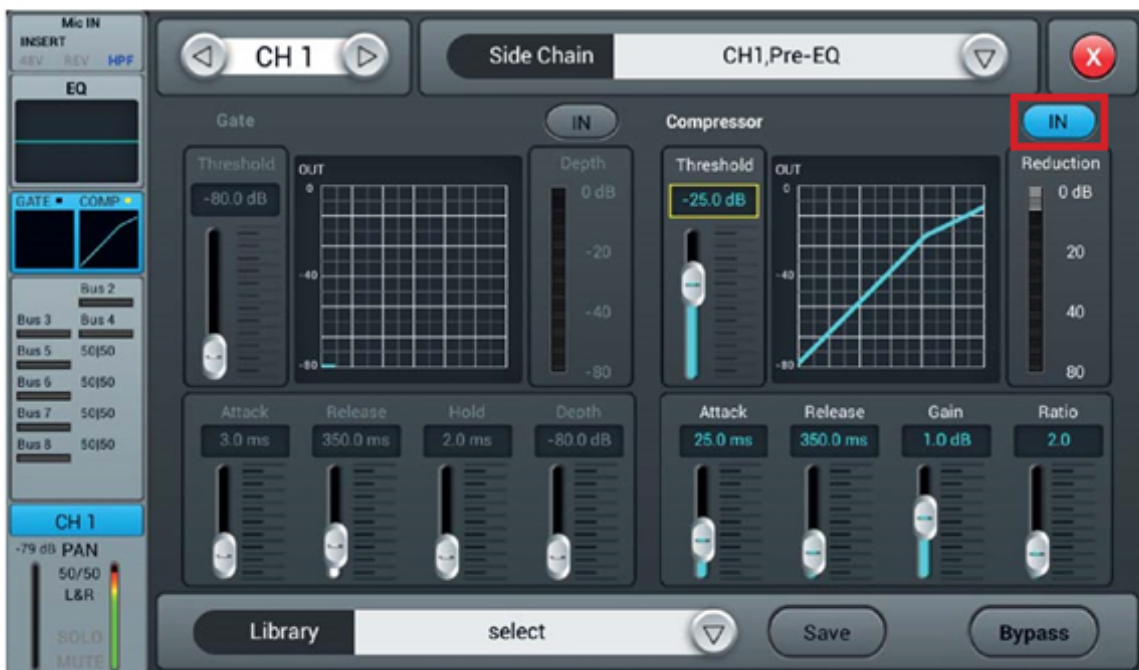 Mic IN
INSERT
48V REV HPF
EQ
GATE COMP
Bus 2
Bus 3 Bus 4
Bus 5 50|50
Bus 6 50|50
Bus 7 50|50
Bus 8 50|50
CH 1
-79 dB PAN
50/50
L&R
SOLO
MUTE
CH 1
Side Chain CH1,Pre-EQ
X
Gate IN
Threshold
-80.0 dB
OUT
0
-40
-80
Depth
0 dB
-20
-40
-80
Attack Release Hold Depth
3.0 ms 350.0 ms 2.0 ms -80.0 dB
Compressor IN
Threshold
-25.0 dB
OUT
0
-40
-80
Reduction
0 dB
20
40
80
Attack Release Gain Ratio
25.0 ms 350.0 ms 1.0 dB 2.0
Library select Save Bypass